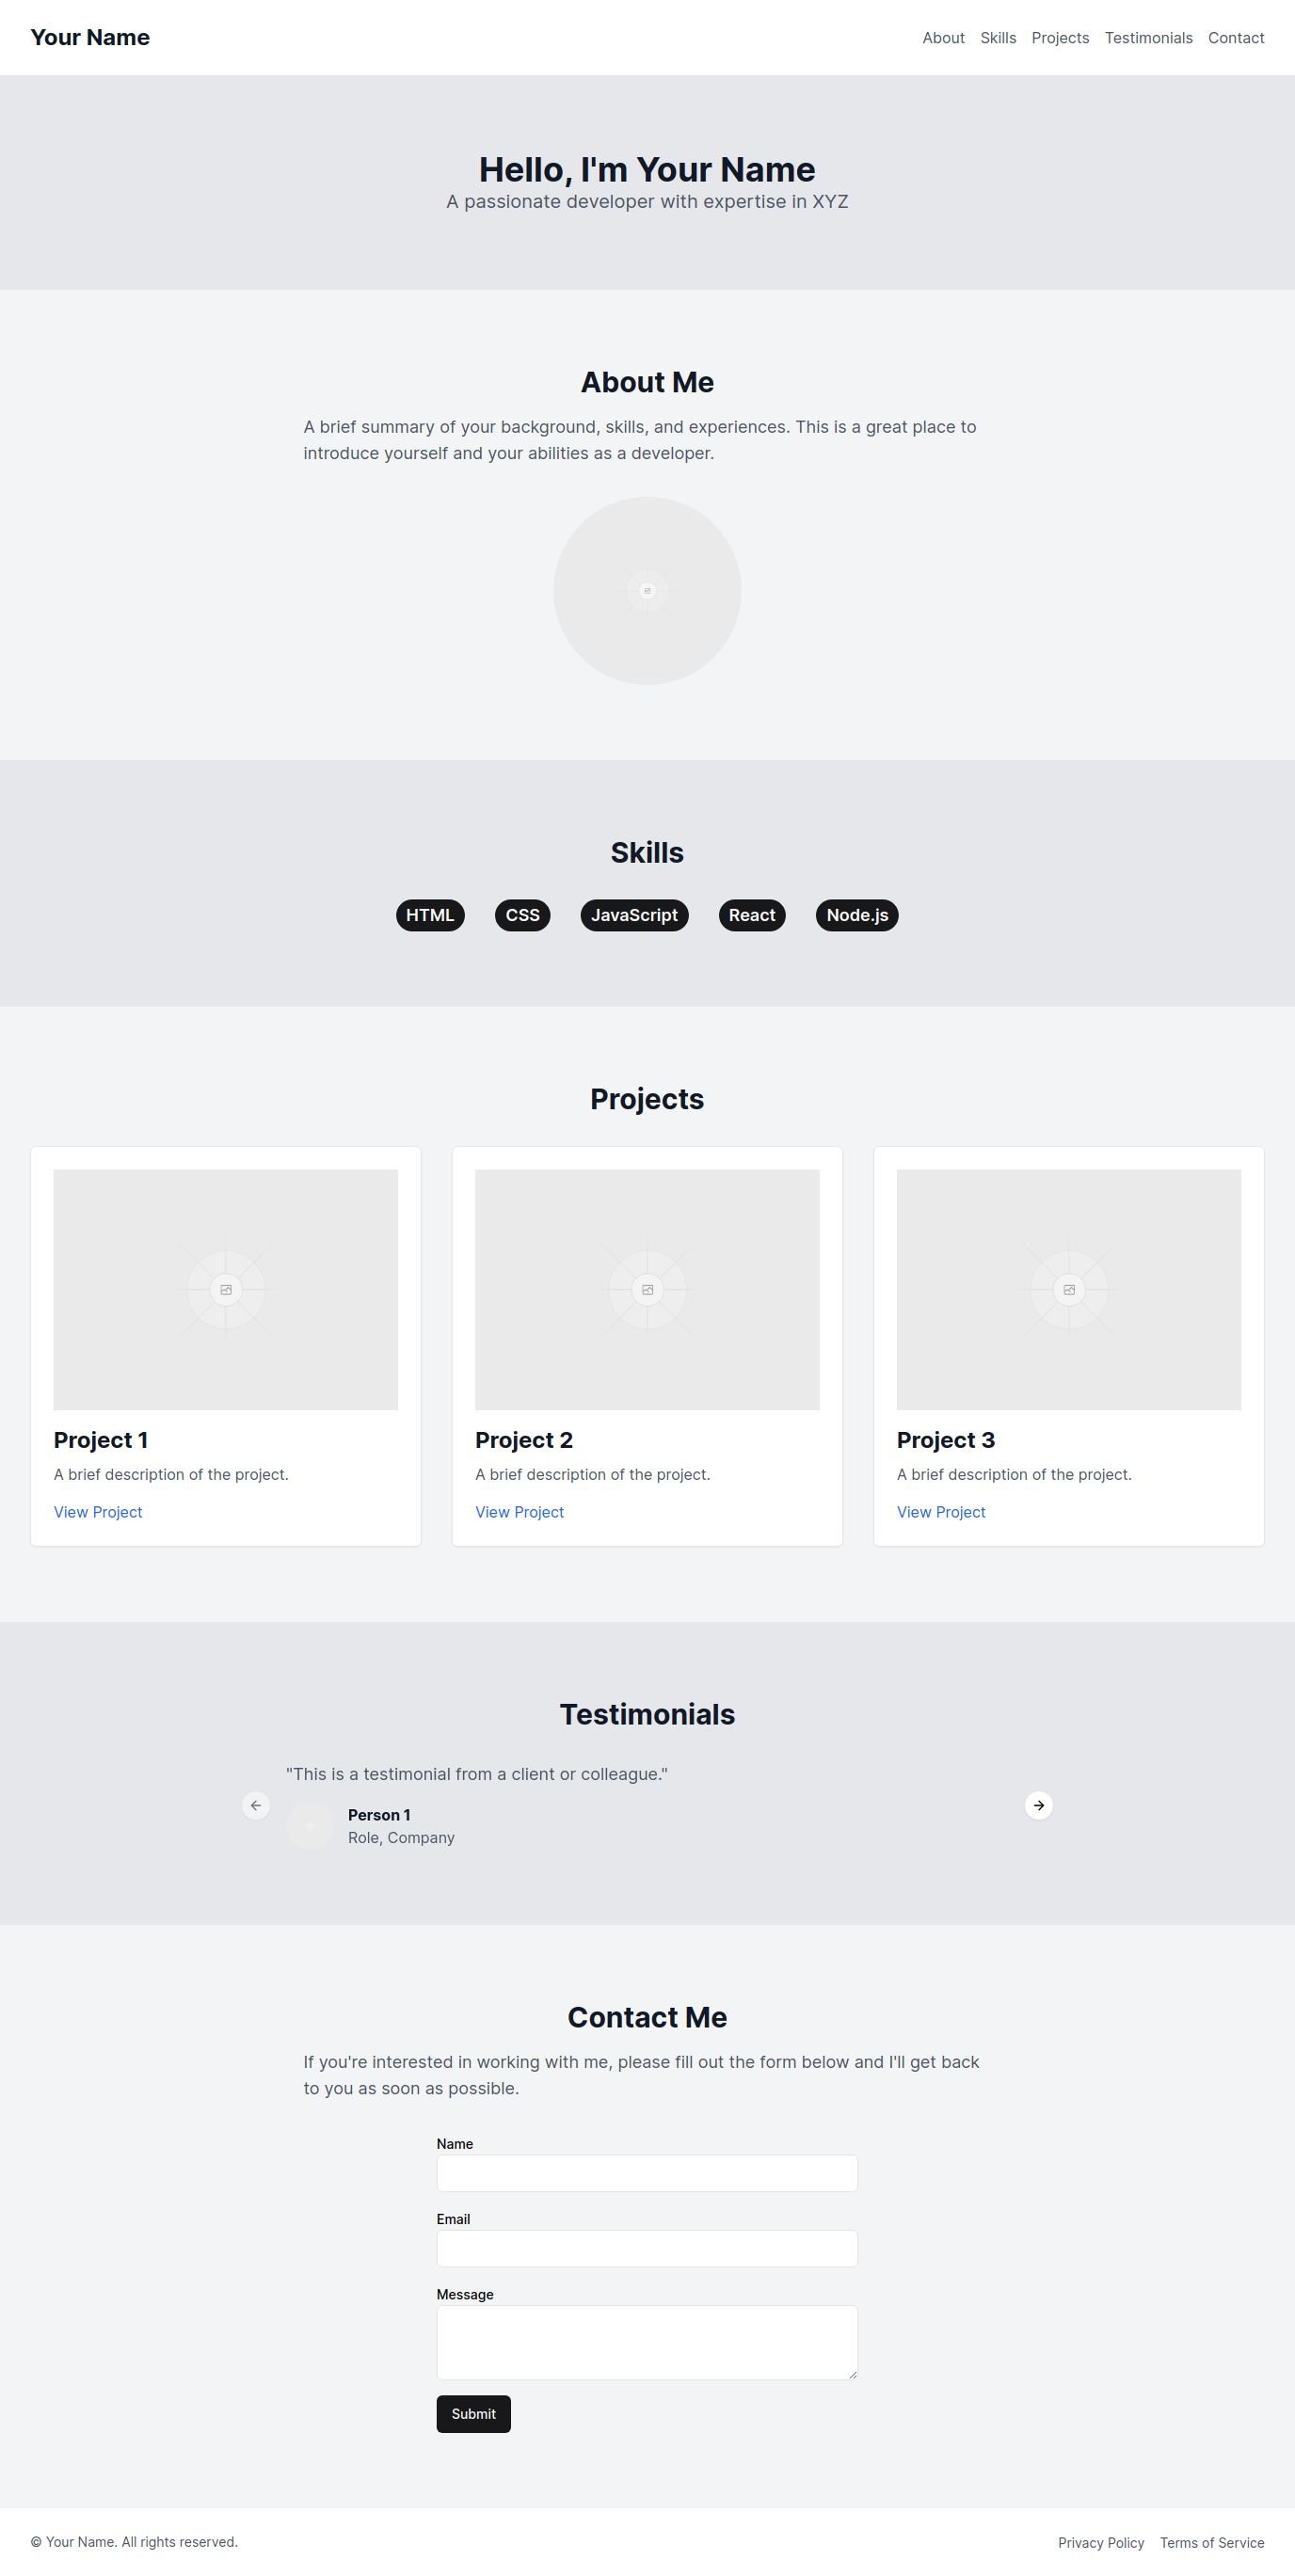 Your Name
About Skills Projects Testimonials Contact
Hello, I'm Your Name
A passionate developer with expertise in XYZ
About Me
A brief summary of your background, skills, and experiences. This is a great place to
introduce yourself and your abilities as a developer.
Skills
HTML CSS JavaScript React Node.js
Projects
Project 1
A brief description of the project.
View Project
Project 2
A brief description of the project.
View Project
Project 3
A brief description of the project.
View Project
Testimonials
"This is a testimonial from a client or colleague."
Person 1
Role, Company
Contact Me
If you're interested in working with me, please fill out the form below and I'll get back
to you as soon as possible.
Name
Email
Message
Submit
© Your Name. All rights reserved.
Privacy Policy Terms of Service